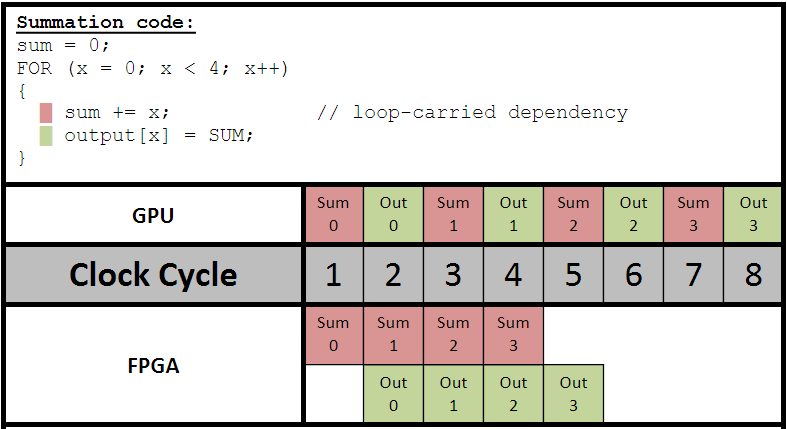 Summation code:
sum = 0;
FOR (x = 0; x < 4; x++)
{
sum += x; // loop-carried dependency
output[x] = SUM;
}
GPU Sum 0 Out 0 Sum 1 Out 1 Sum 2 Out 2 Sum 3 Out 3
Clock Cycle 1 2 3 4 5 6 7 8
FPGA
Sum 0 Sum 1 Sum 2 Sum 3
Out 0 Out 1 Out 2 Out 3